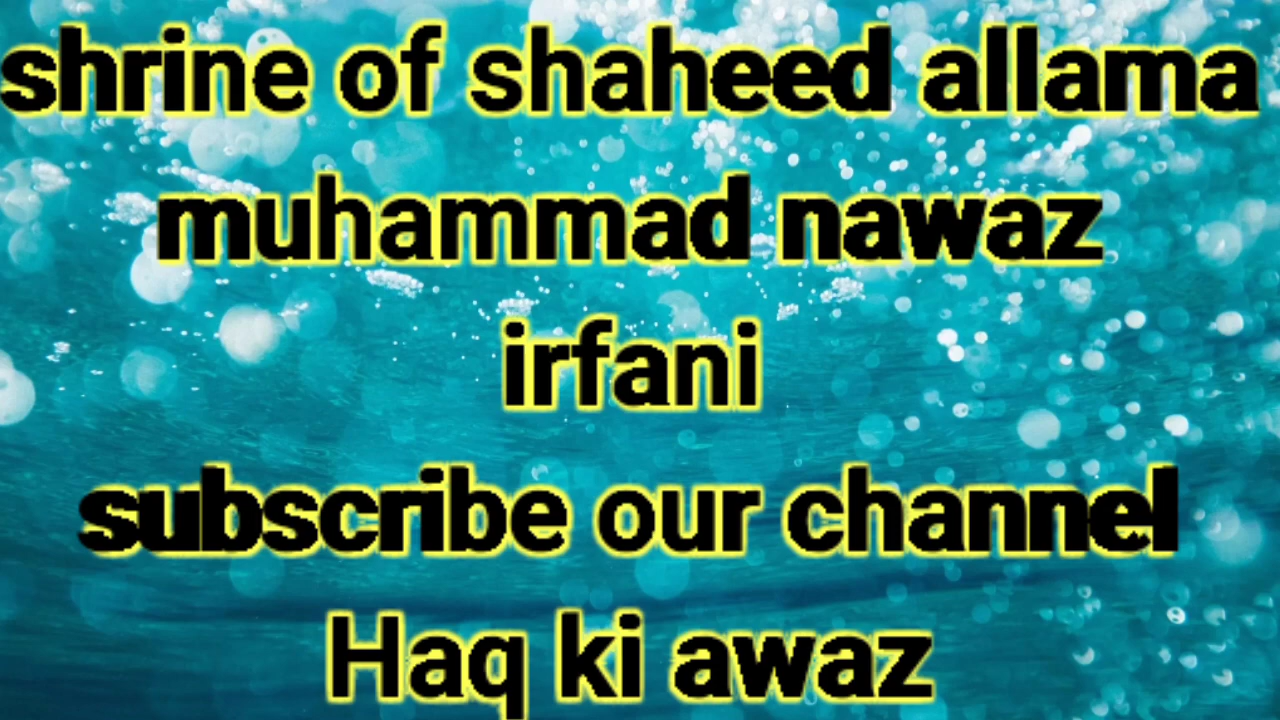 shrine of shaheed allama
muhammad nawaz
irfani
subscribe our channel
Haq ki awaz